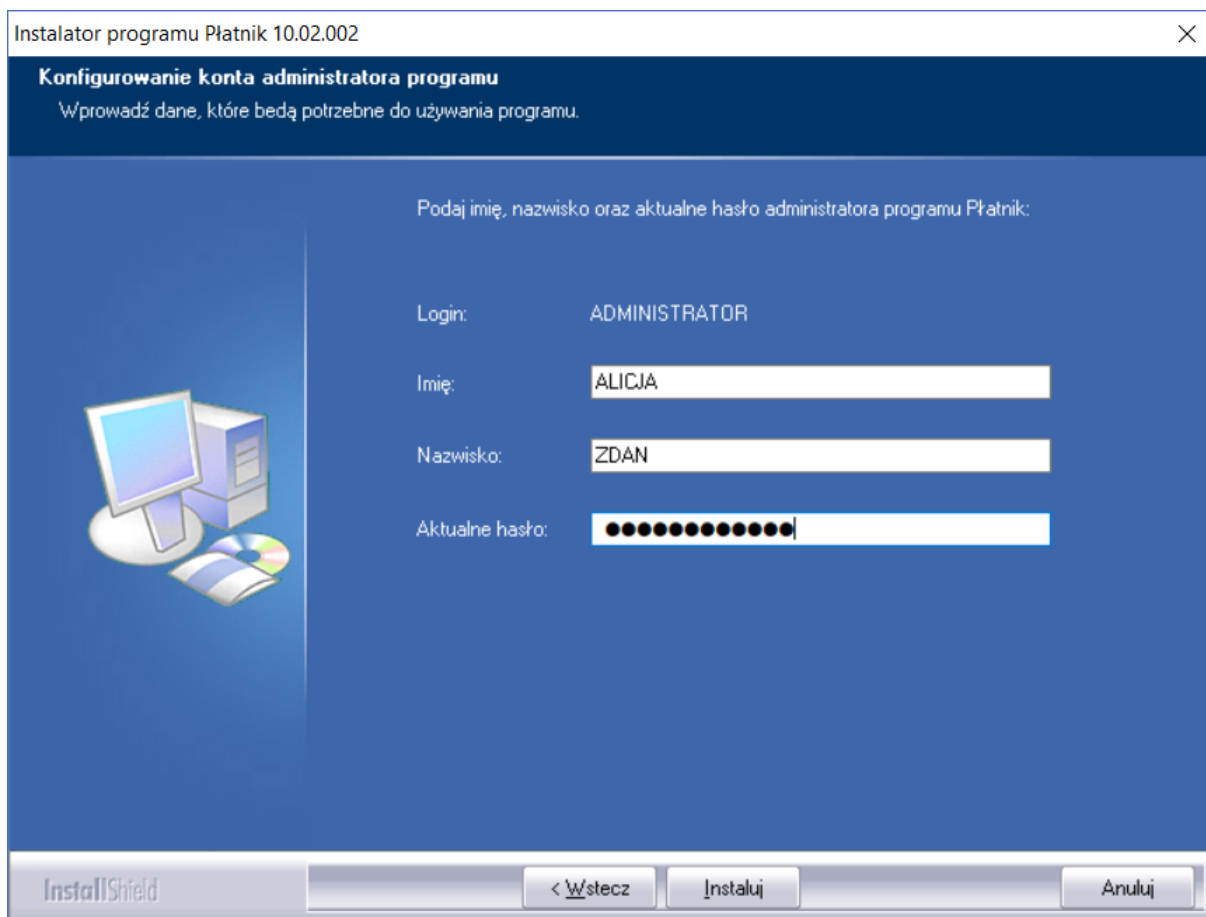 Instalator programu Płatnik 10.02.002
Konfigurowanie konta administratora programu
Wprowadź dane, które bedą potrzebne do używania programu.
Podaj imię, nazwisko oraz aktualne hasło administratora programu Płatnik:
Login: ADMINISTRATOR
Imię: ALICJA
Nazwisko: ZDAN
Aktualne hasło: ●●●●●●●●●●●●
InstallShield < Wstecz Instaluj Anuluj